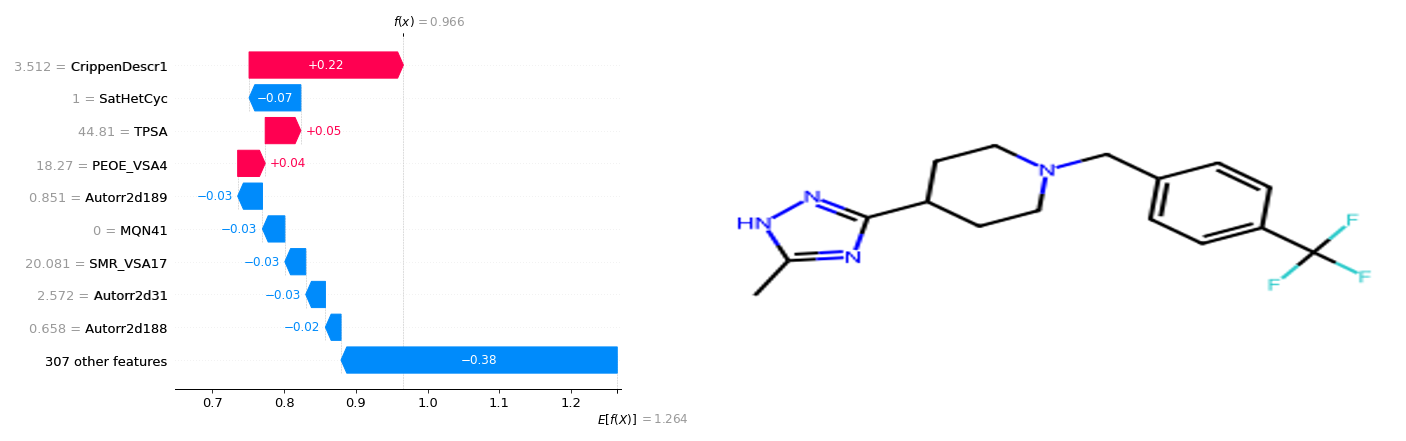 f(x) = 0.966
3.512 = CrippenDescr1
+0.22
1 = SatHetCyc
−0.07
44.81 = TPSA
+0.05
18.27 = PEOE_VSA4
+0.04
0.851 = Autorr2d189
−0.03
0 = MQN41
−0.03
20.081 = SMR_VSA17
−0.03
2.572 = Autorr2d31
−0.03
0.658 = Autorr2d188
−0.02
307 other features
−0.38
0.7 0.8 0.9 1.0 1.1 1.2
E[f(X)] = 1.264
HN
N
N
N
F
F
F